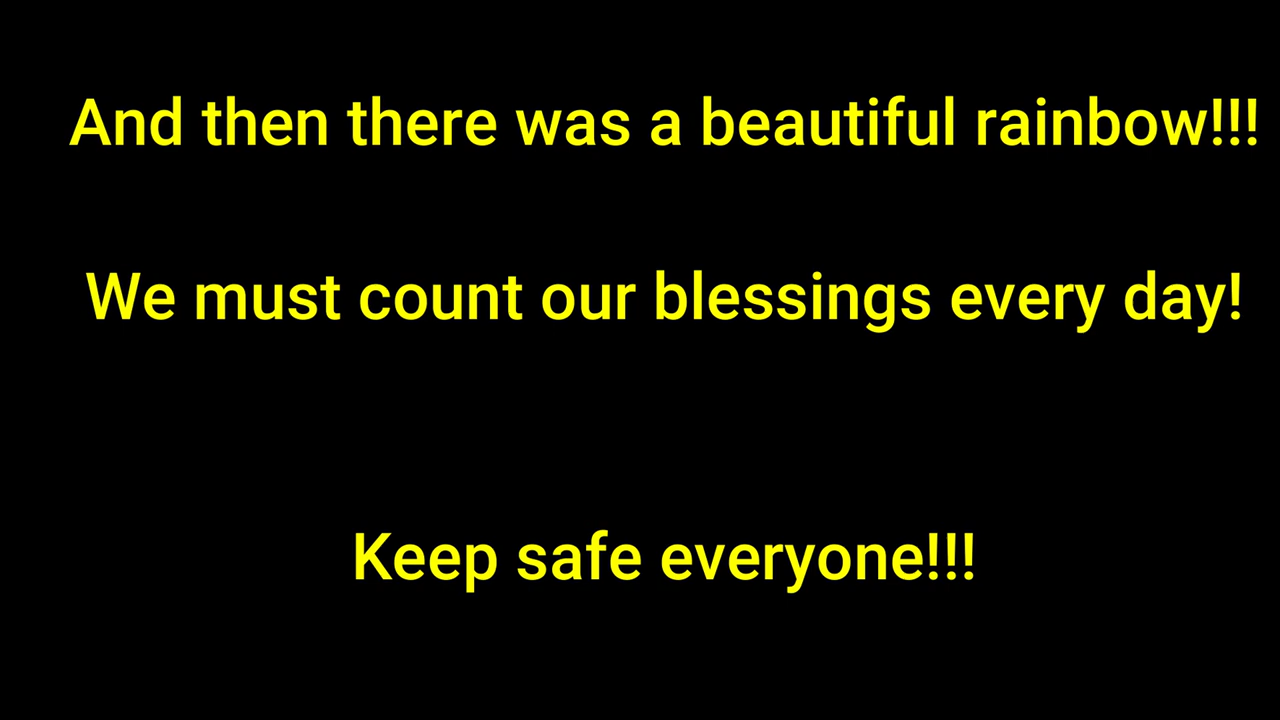 And then there was a beautiful rainbow!!!
We must count our blessings every day!
Keep safe everyone!!!